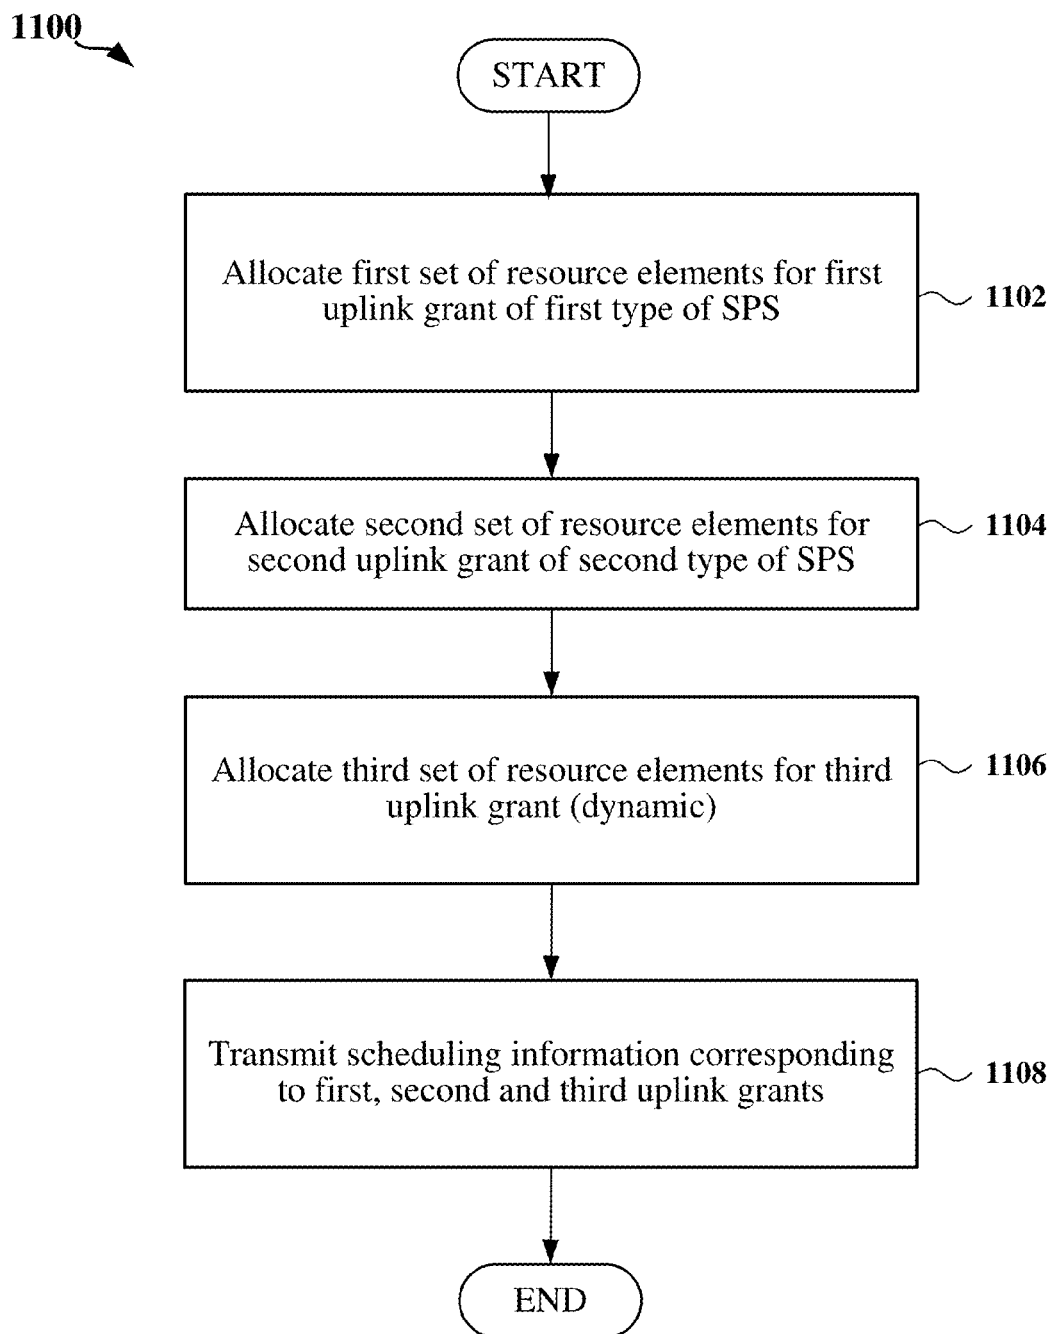 1100
START
Allocate first set of resource elements for first
uplink grant of first type of SPS
1102
Allocate second set of resource elements for
second uplink grant of second type of SPS
1104
Allocate third set of resource elements for third
uplink grant (dynamic)
1106
Transmit scheduling information corresponding
to first, second and third uplink grants
1108
END